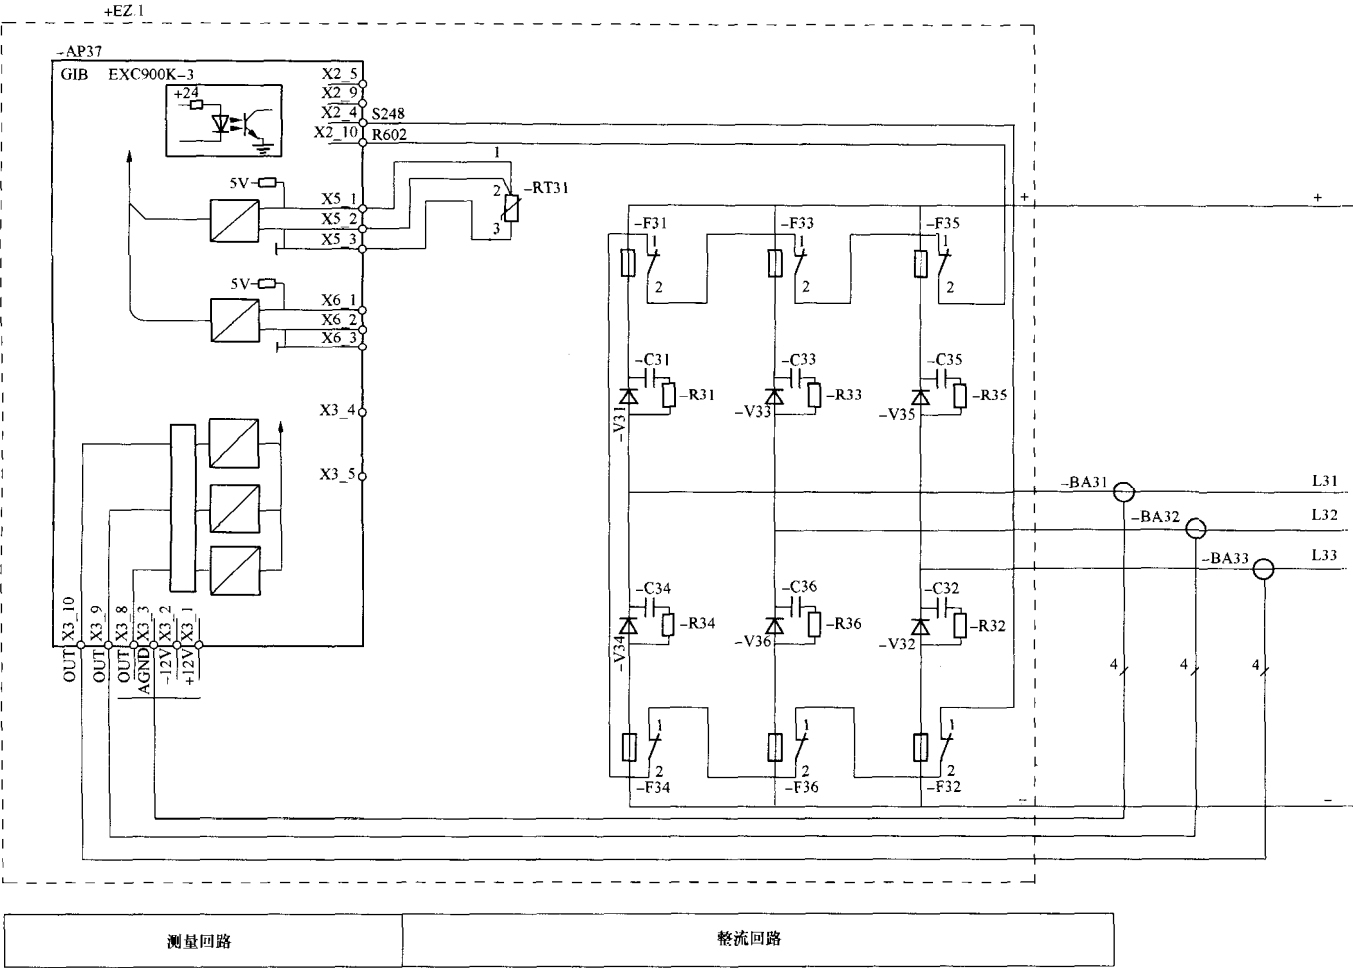 +EZ.1
-AP37
GIB EXC900K-3
+24
X2_5
X2_9
X2_4
S248
X2_10
R602
1
5V
X5_1
X5_2
X5_3
2
-RT31
3
5V
X6_1
X6_2
X6_3
X3_4
X3_5
+
+
-F31
1
2
-F33
1
2
-F35
1
2
-C31
-R31
-V31
-C33
-R33
-V33
-C35
-R35
-V35
-BA31
L31
-BA32
L32
-BA33
L33
-C34
-R34
-V34
-C36
-R36
-V36
-C32
-R32
-V32
4
4
4
OUT X3_10
OUT X3_9
OUT X3_8
AGND X3_3
-12V X3_2
+12V X3_1
1
2
-F34
1
2
-F36
1
2
-F32
-
-
测量回路
整流回路